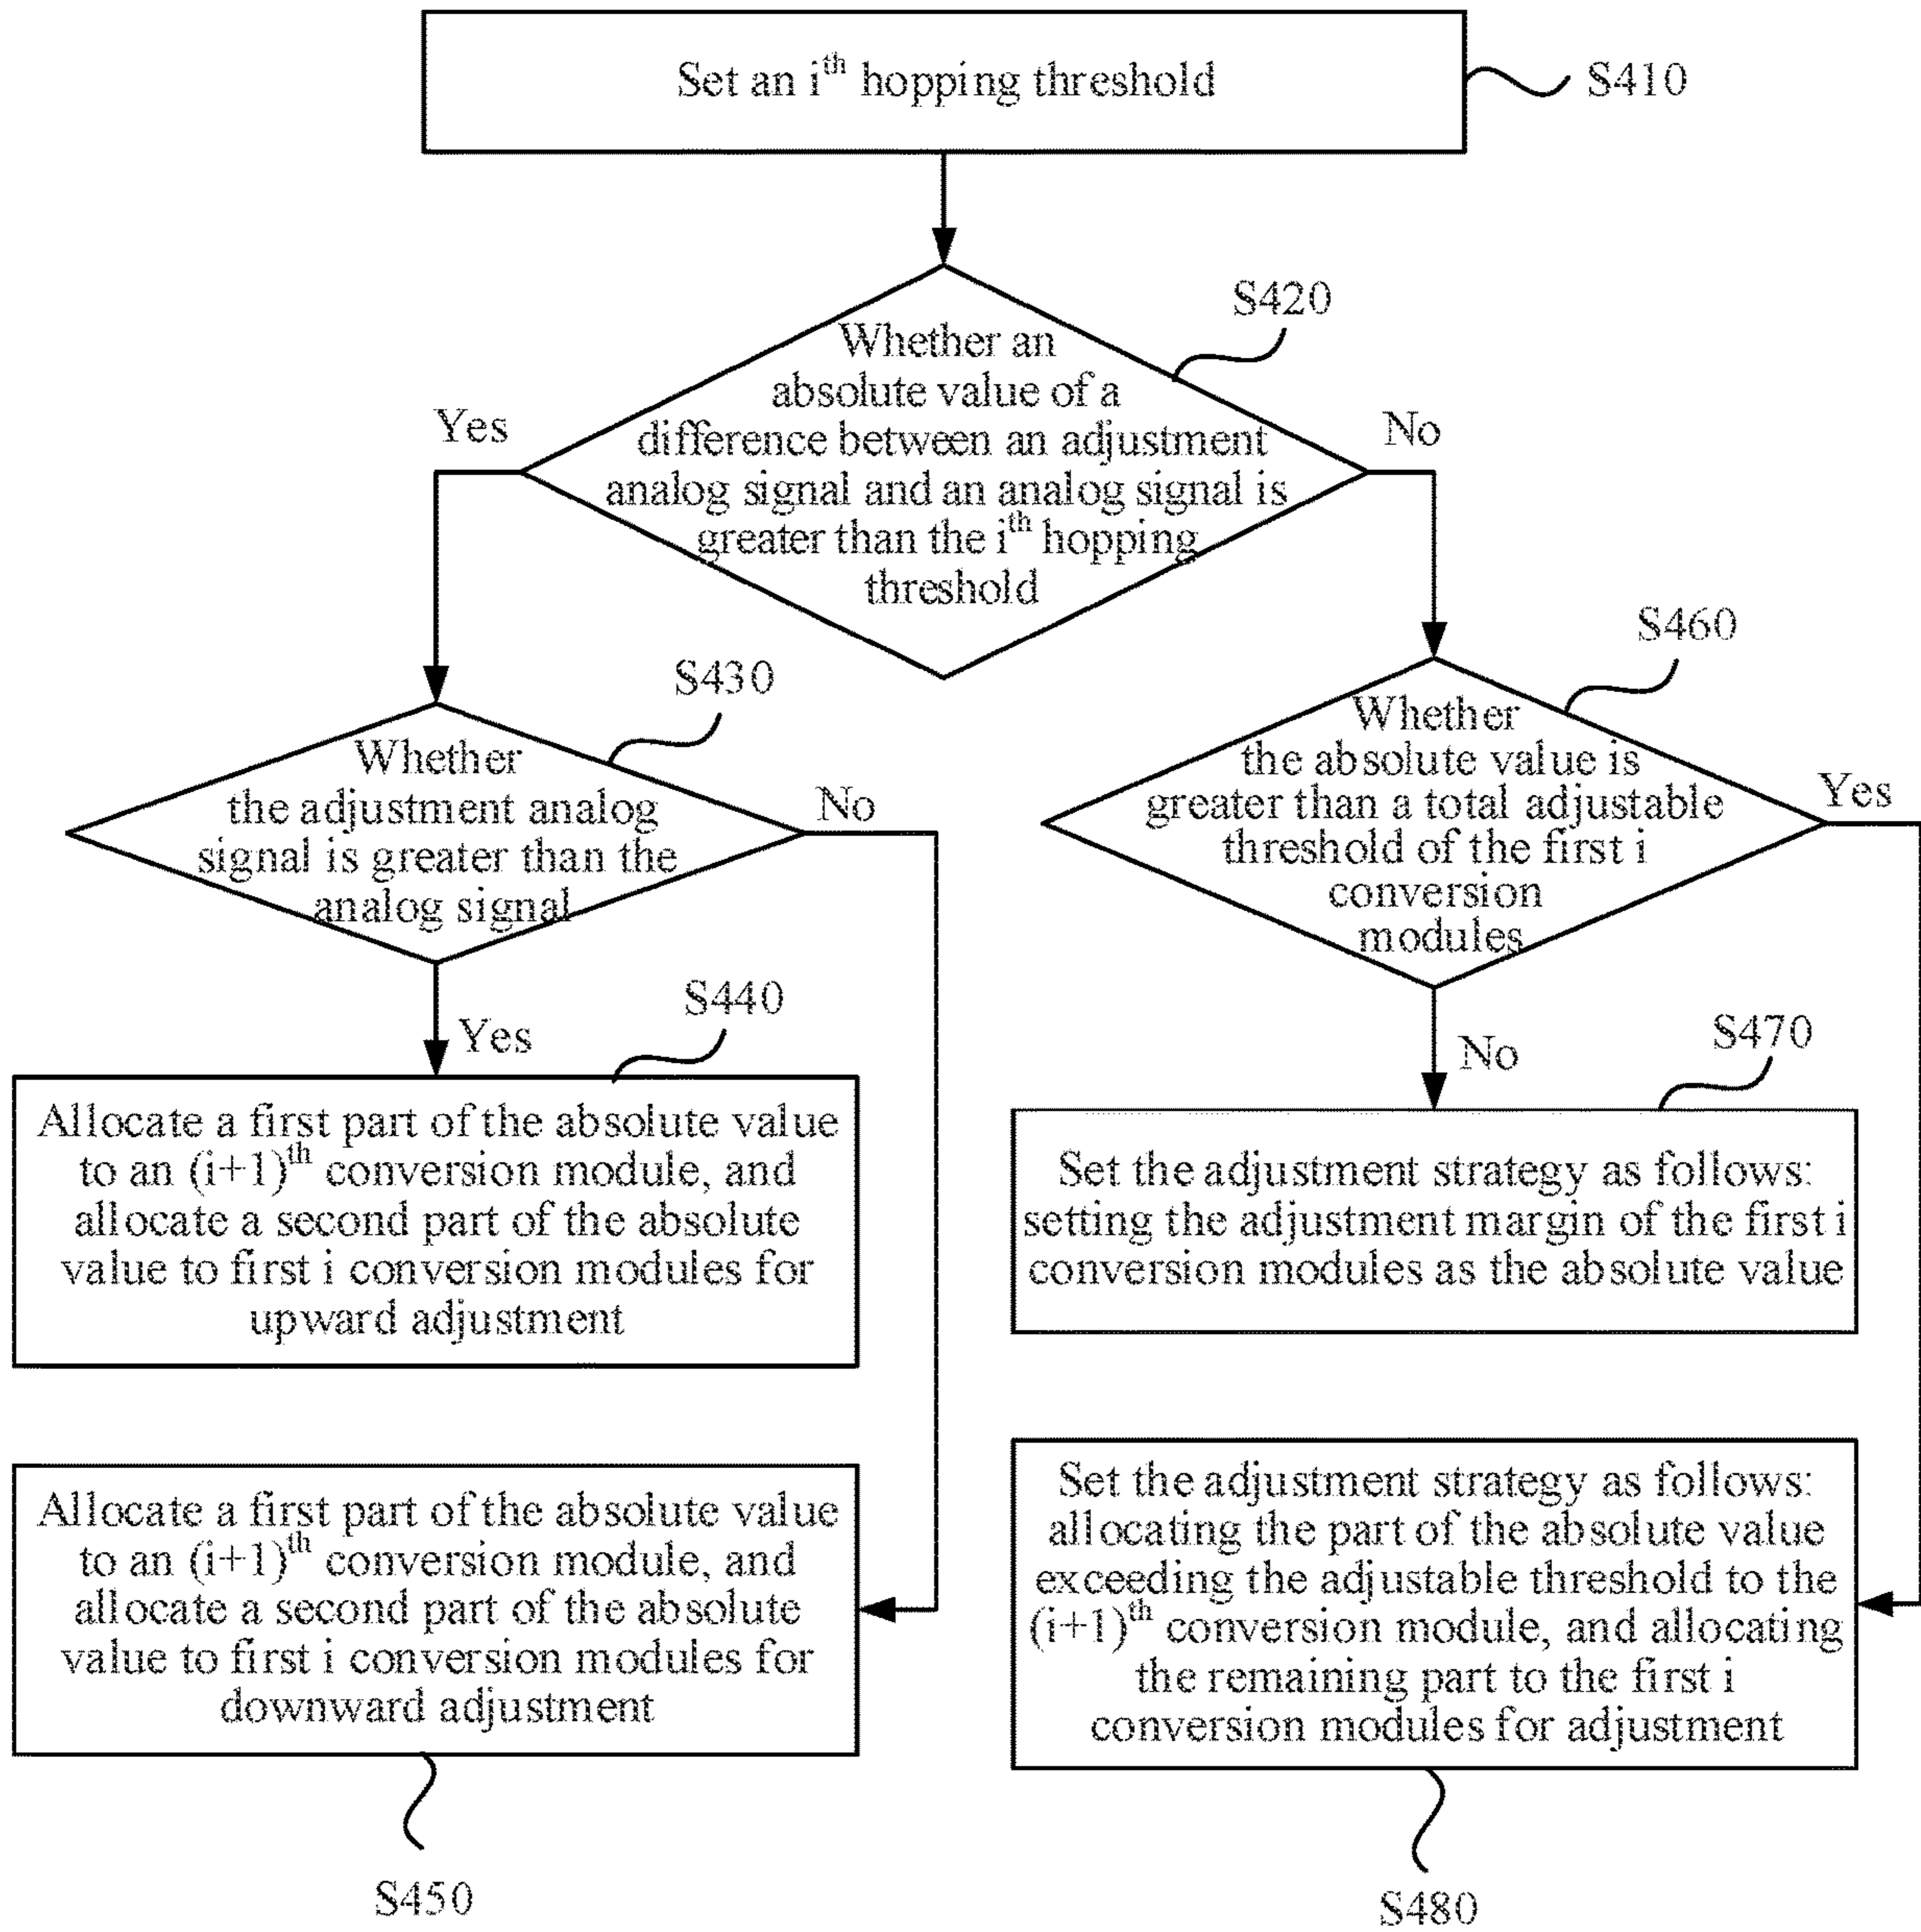 Set an i^th hopping threshold
S410
S420
Whether an
absolute value of a
difference between an adjustment
analog signal and an analog signal is
greater than the i^th hopping
threshold
Yes
No
S430
Whether
the adjustment analog
signal is greater than the
analog signal
No
Yes
S440
Allocate a first part of the absolute value
to an (i+1)^th conversion module, and
allocate a second part of the absolute
value to first i conversion modules for
upward adjustment
Allocate a first part of the absolute value
to an (i+1)^th conversion module, and
allocate a second part of the absolute
value to first i conversion modules for
downward adjustment
S450
S460
Whether
the absolute value is
greater than a total adjustable
threshold of the first i
conversion
modules
Yes
No
S470
Set the adjustment strategy as follows:
setting the adjustment margin of the first i
conversion modules as the absolute value
Set the adjustment strategy as follows:
allocating the part of the absolute value
exceeding the adjustable threshold to the
(i+1)^th conversion module, and allocating
the remaining part to the first i
conversion modules for adjustment
S480